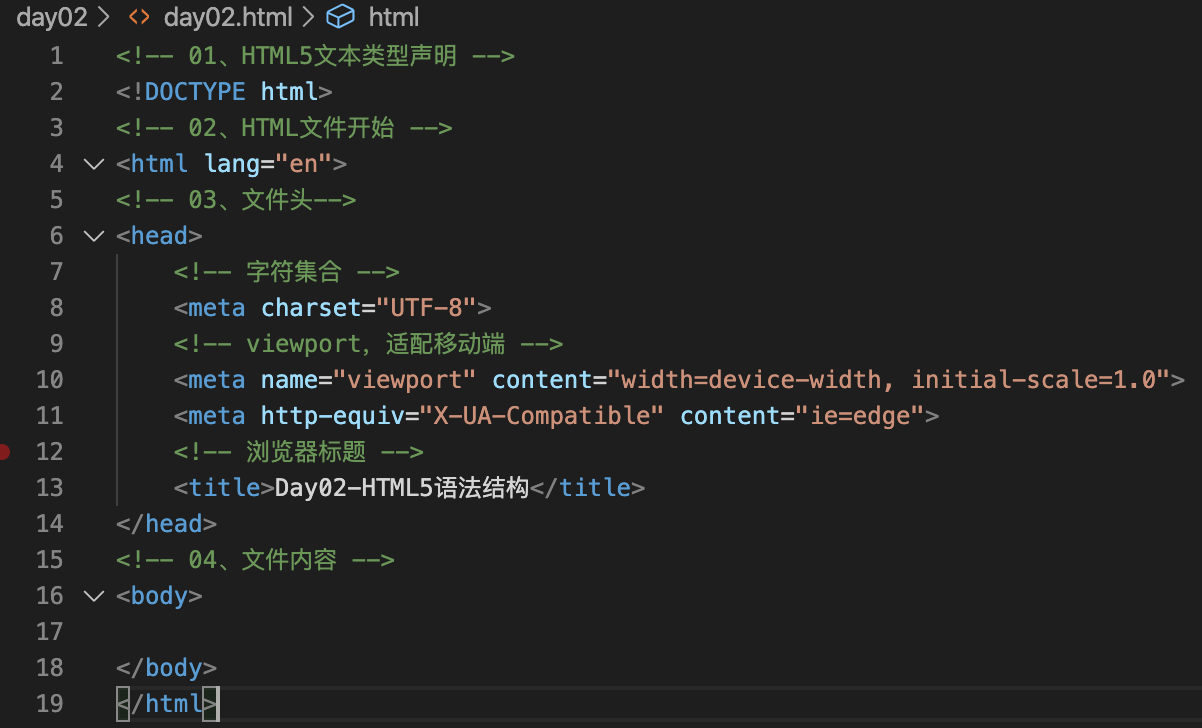 day02 > <> day02.html > html
1 <!-- 01、HTML5文本类型声明 -->
2 <!DOCTYPE html>
3 <!-- 02、HTML文件开始 -->
4 <html lang="en">
5 <!-- 03、文件头-->
6 <head>
7 <!-- 字符集合 -->
8 <meta charset="UTF-8">
9 <!-- viewport，适配移动端 -->
10 <meta name="viewport" content="width=device-width, initial-scale=1.0">
11 <meta http-equiv="X-UA-Compatible" content="ie=edge">
12 <!-- 浏览器标题 -->
13 <title>Day02-HTML5语法结构</title>
14 </head>
15 <!-- 04、文件内容 -->
16 <body>
17
18 </body>
19 </html>